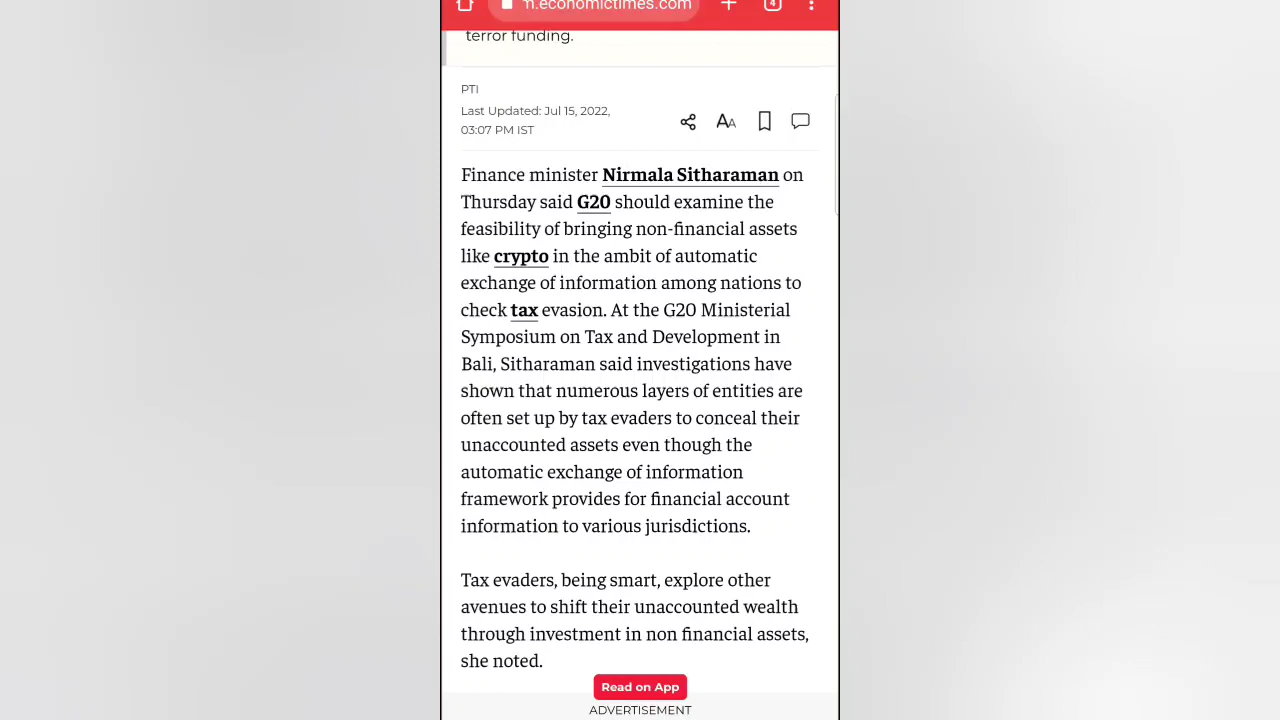 m.economictimes.com
4
terror funding.
PTI
Last Updated: Jul 15, 2022,
03:07 PM IST
AA
Finance minister Nirmala Sitharaman on
Thursday said G20 should examine the
feasibility of bringing non-financial assets
like crypto in the ambit of automatic
exchange of information among nations to
check tax evasion. At the G20 Ministerial
Symposium on Tax and Development in
Bali, Sitharaman said investigations have
shown that numerous layers of entities are
often set up by tax evaders to conceal their
unaccounted assets even though the
automatic exchange of information
framework provides for financial account
information to various jurisdictions.
Tax evaders, being smart, explore other
avenues to shift their unaccounted wealth
through investment in non financial assets,
she noted.
Read on App
ADVERTISEMENT